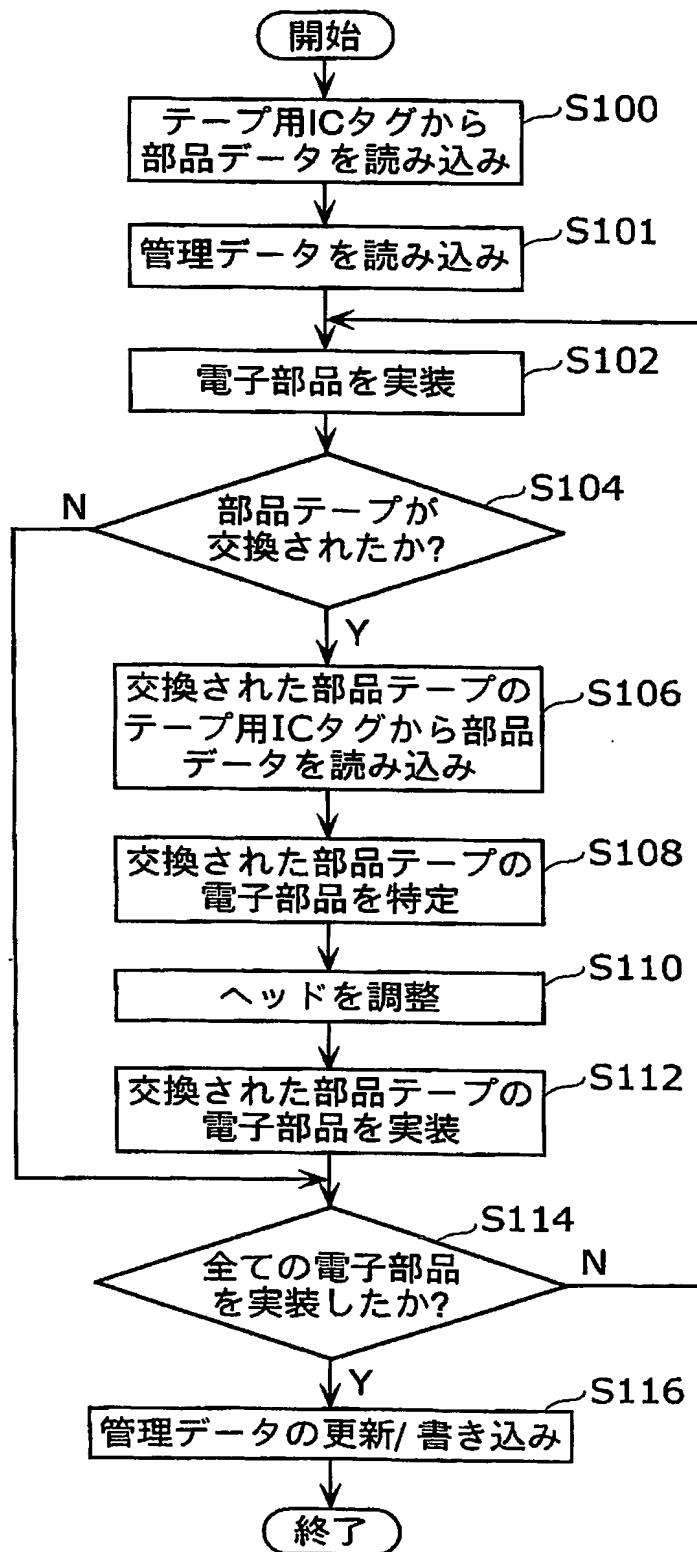 開始
テープ用ICタグから
部品データを読み込み
S100
管理データを読み込み
S101
電子部品を実装
S102
部品テープが
交換されたか?
S104
N
Y
交換された部品テープの
テープ用ICタグから部品
データを読み込み
S106
交換された部品テープの
電子部品を特定
S108
ヘッドを調整
S110
交換された部品テープの
電子部品を実装
S112
全ての電子部品
を実装したか?
S114
N
Y
管理データの更新/ 書き込み
S116
終了